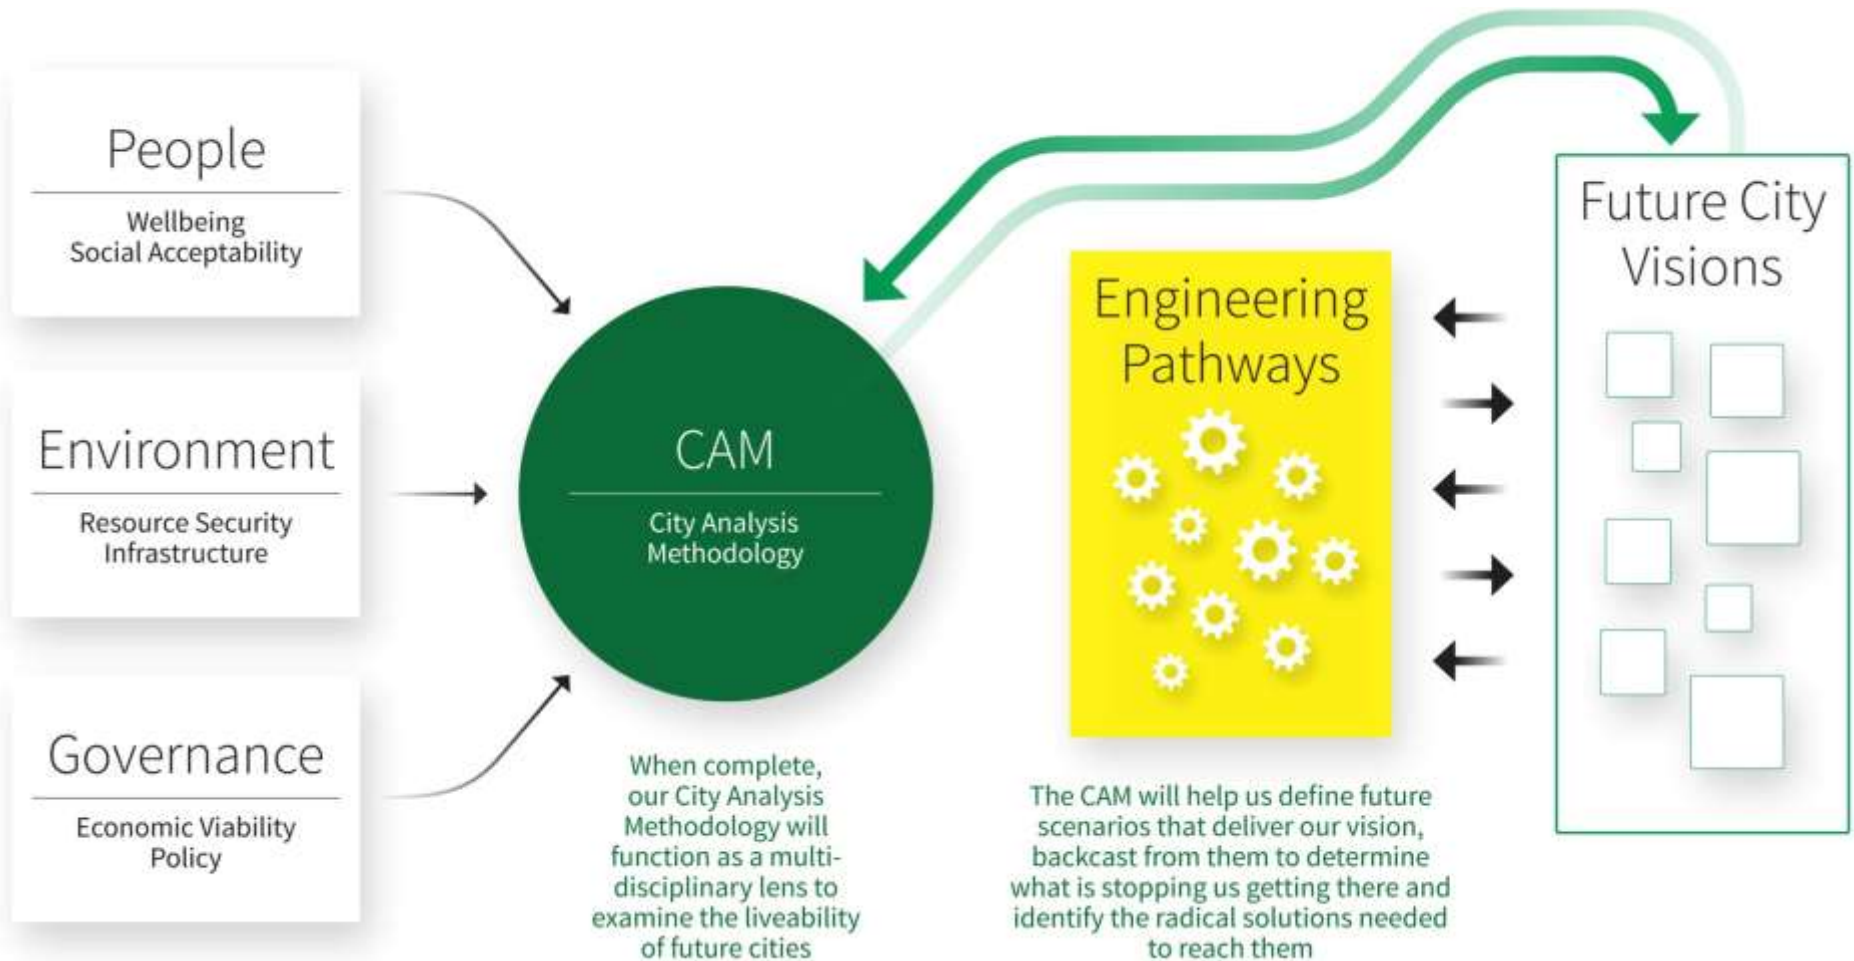 People
Wellbeing
Social Acceptability
Environment
Resource Security
Infrastructure
Governance
Economic Viability
Policy
CAM
City Analysis
Methodology
When complete,
our City Analysis
Methodology will
function as a multi-
disciplinary lens to
examine the liveability
of future cities
Engineering
Pathways
The CAM will help us define future
scenarios that deliver our vision,
backcast from them to determine
what is stopping us getting there and
identify the radical solutions needed
to reach them
Future City
Visions